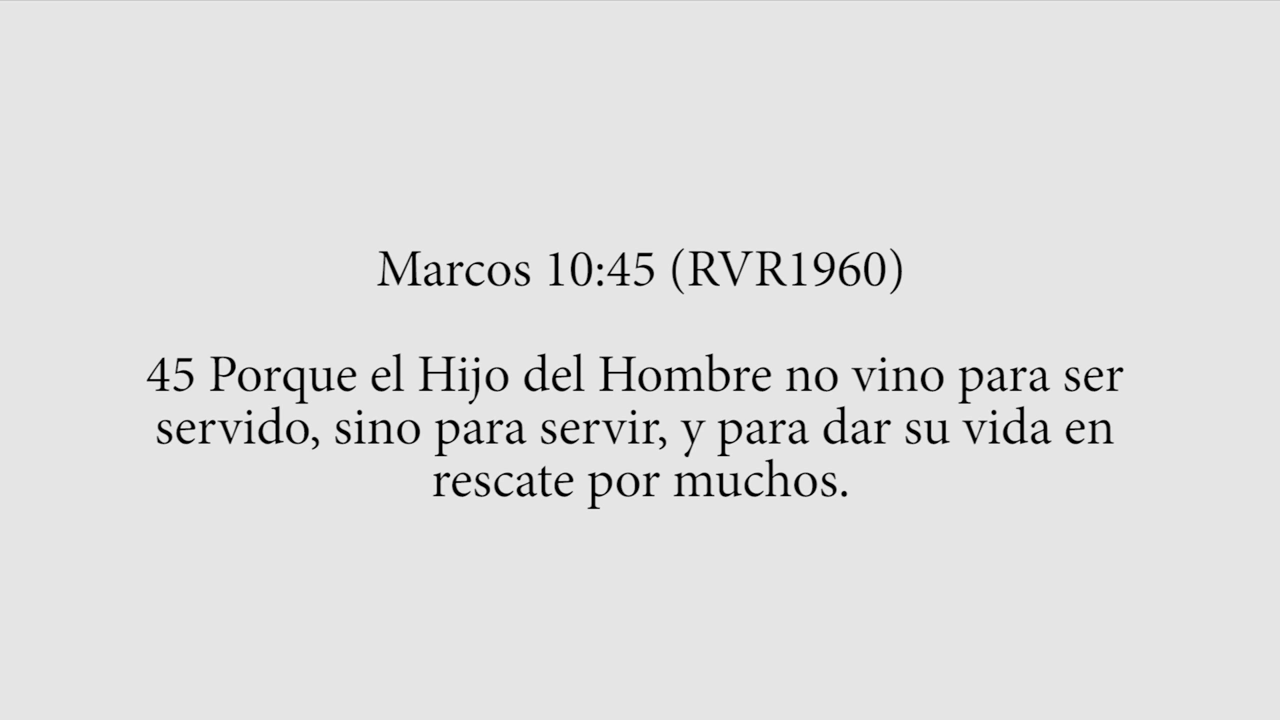 Marcos 10:45 (RVR1960)
45 Porque el Hijo del Hombre no vino para ser
servido, sino para servir, y para dar su vida en
rescate por muchos.